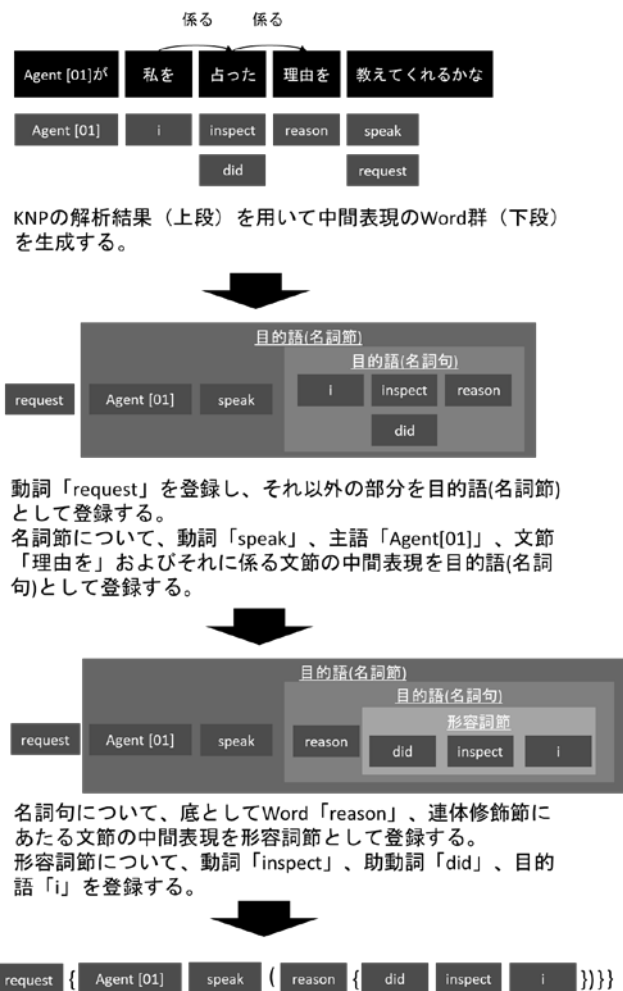 係る 係る
Agent [01]が 私を 占った 理由を 教えてくれるかな
Agent [01] i inspect reason speak
did request
KNPの解析結果（上段）を用いて中間表現のWord群（下段）
を生成する。
目的語(名詞節)
目的語(名詞句)
request Agent [01] speak i inspect reason
did
動詞「request」を登録し、それ以外の部分を目的語(名詞節)
として登録する。
名詞節について、動詞「speak」、主語「Agent[01]」、文節
「理由を」およびそれに係る文節の中間表現を目的語(名詞
句)として登録する。
目的語(名詞節)
目的語(名詞句)
形容詞節
request Agent [01] speak reason did inspect i
名詞句について、底としてWord「reason」、連体修飾節に
あたる文節の中間表現を形容詞節として登録する。
形容詞節について、動詞「inspect」、助動詞「did」、目的
語「i」を登録する。
request { Agent [01] speak ( reason { did inspect i })}}